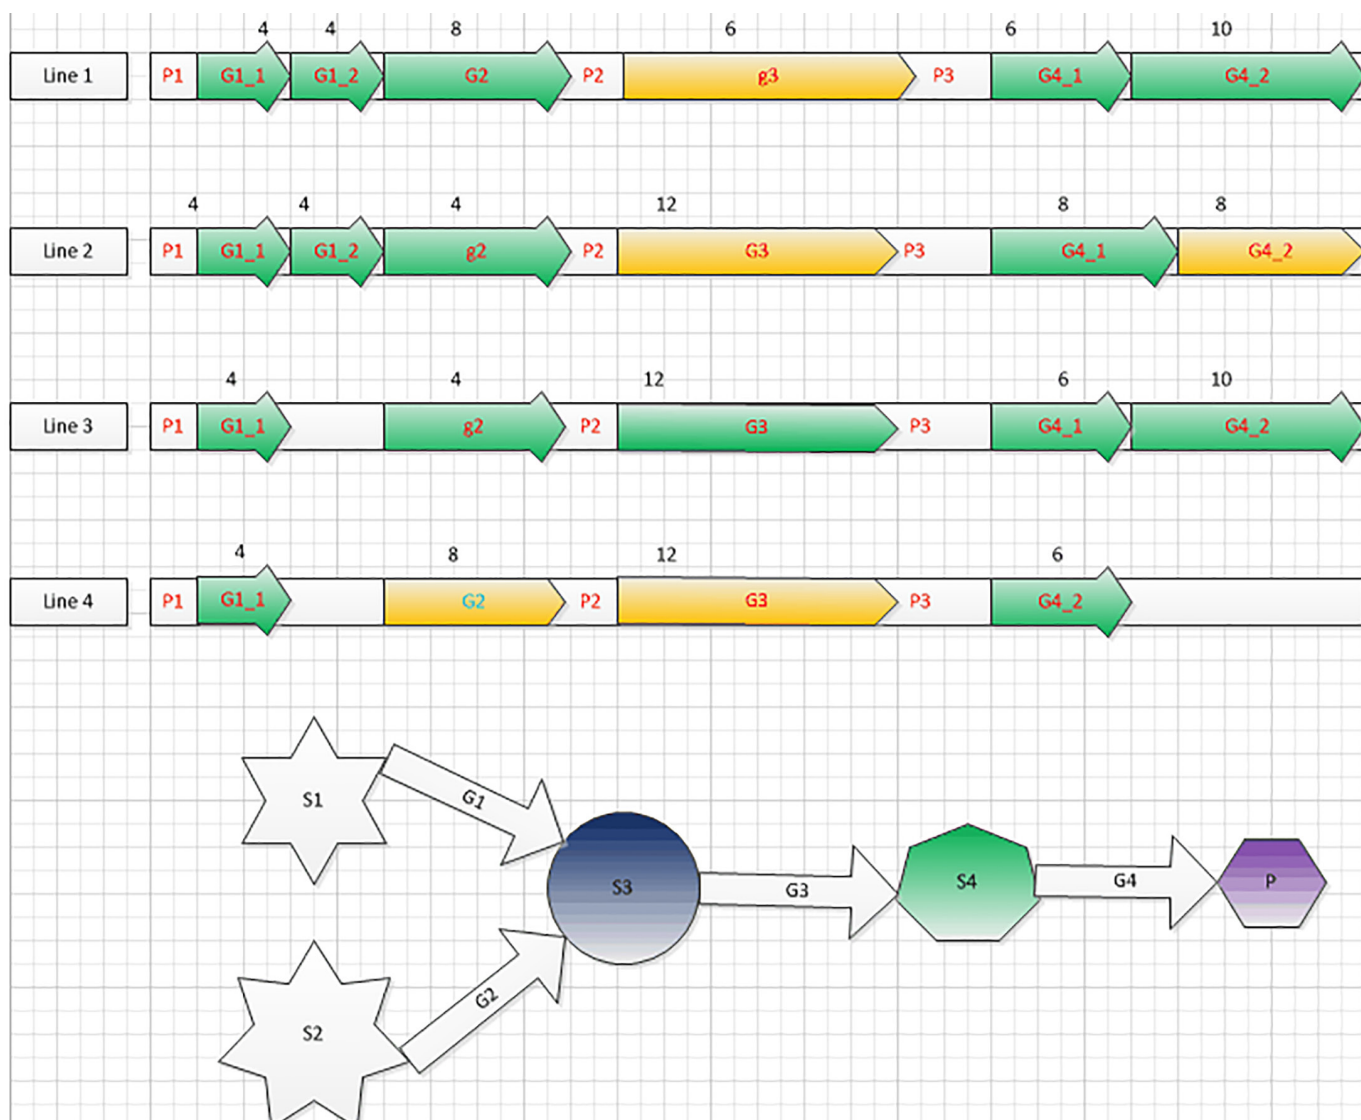 4 4 8 6 6 10
Line 1 P1 G1_1 G1_2 G2 P2 g3 P3 G4_1 G4_2
4 4 4 12 8 8
Line 2 P1 G1_1 G1_2 g2 P2 G3 P3 G4_1 G4_2
4 4 12 6 10
Line 3 P1 G1_1 g2 P2 G3 P3 G4_1 G4_2
4 8 12 6
Line 4 P1 G1_1 G2 P2 G3 P3 G4_2
S1 G1
S3 G3 S4 G4 P
S2 G2